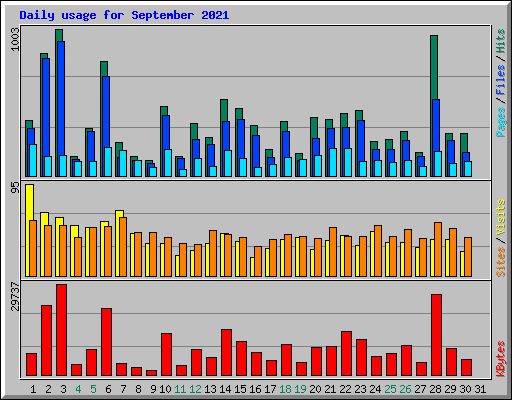 Daily usage for September 2021
1003
Pages/Files/Hits
95
Sites/Visits
29737
KBytes
1 2 3 4 5 6 7 8 9 10 11 12 13 14 15 16 17 18 19 20 21 22 23 24 25 26 27 28 29 30 31